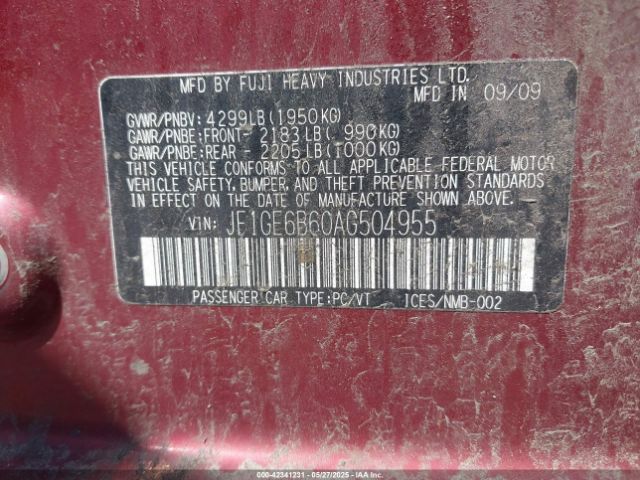 MFD BY FUJI HEAVY INDUSTRIES LTD.
MFD IN 09/09
GVWR/PNBV: 4299LB(1950KG)
GAWR/PNBE:FRONT- 2183LB( 990KG)
GAWR/PNBE:REAR - 2205LB(1000KG)
THIS VEHICLE CONFORMS TO ALL APPLICABLE FEDERAL MOTOR
VEHICLE SAFETY, BUMPER, AND THEFT PREVENTION STANDARDS
IN EFFECT ON THE DATE OF MANUFACTURE SHOWN ABOVE.
VIN: JF1GE6B60AG504955
PASSENGER CAR TYPE:PC/VT ICES/NMB-002
000-42341231 05/27/2025 IAAI.COM